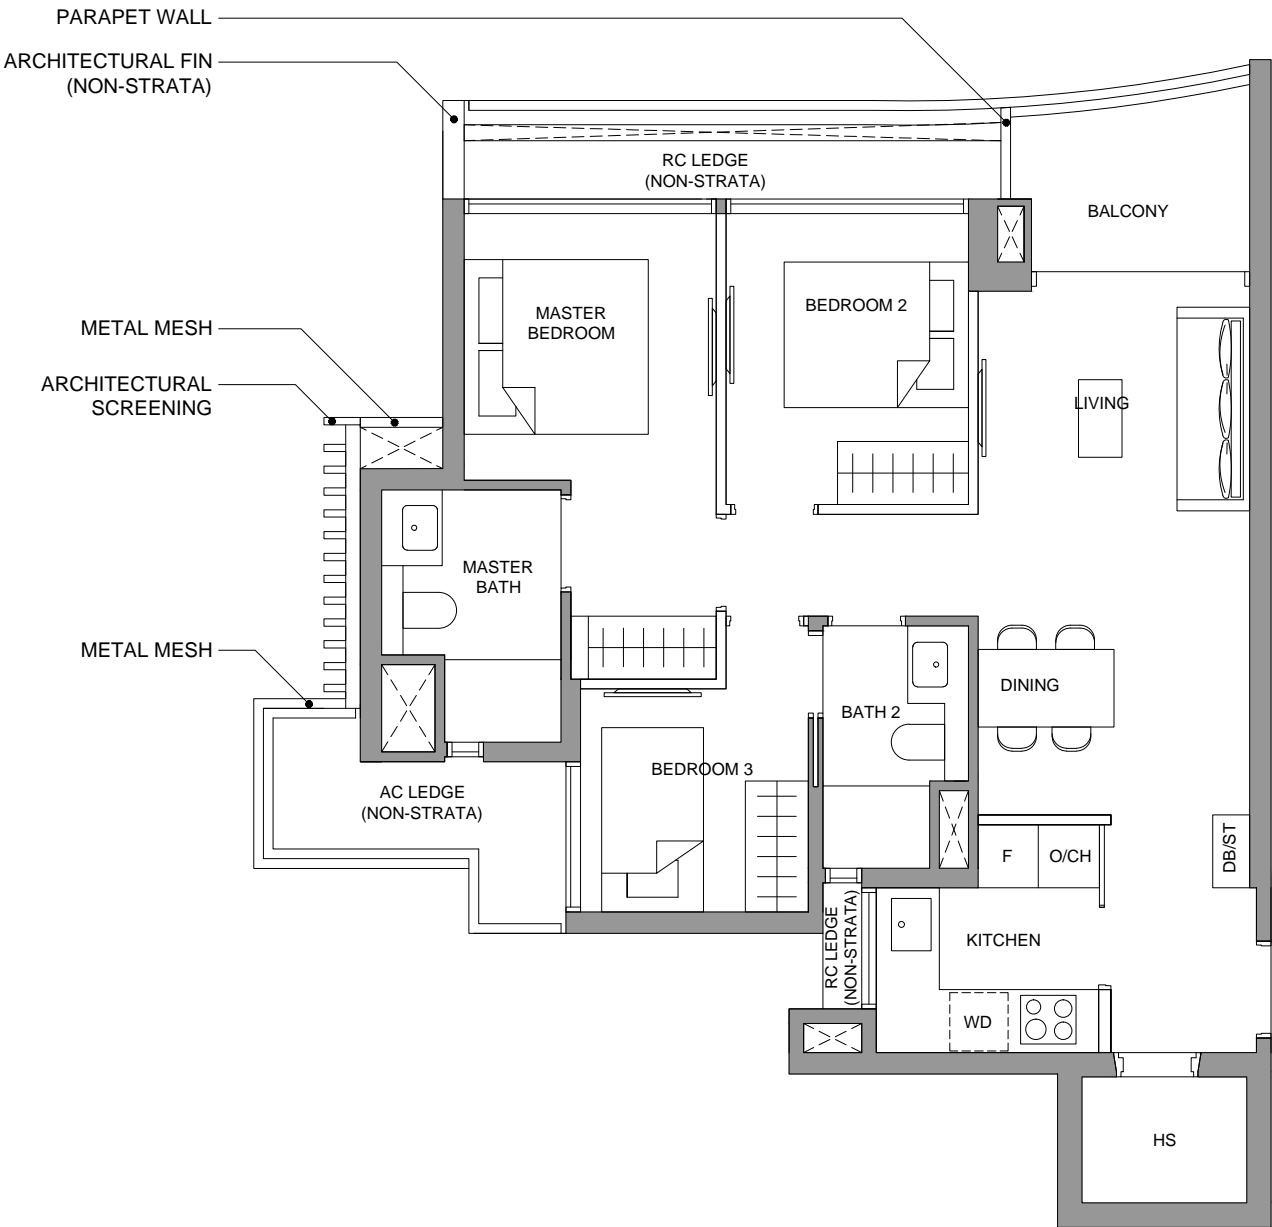 PARAPET WALL
ARCHITECTURAL FIN
(NON-STRATA)
RC LEDGE
(NON-STRATA)
BALCONY
METAL MESH
MASTER
BEDROOM
BEDROOM 2
ARCHITECTURAL
SCREENING
LIVING
MASTER
BATH
METAL MESH
DINING
BATH 2
BEDROOM 3
AC LEDGE
(NON-STRATA)
F
O/CH
DB/ST
RC LEDGE
(NON-STRATA)
KITCHEN
WD
HS